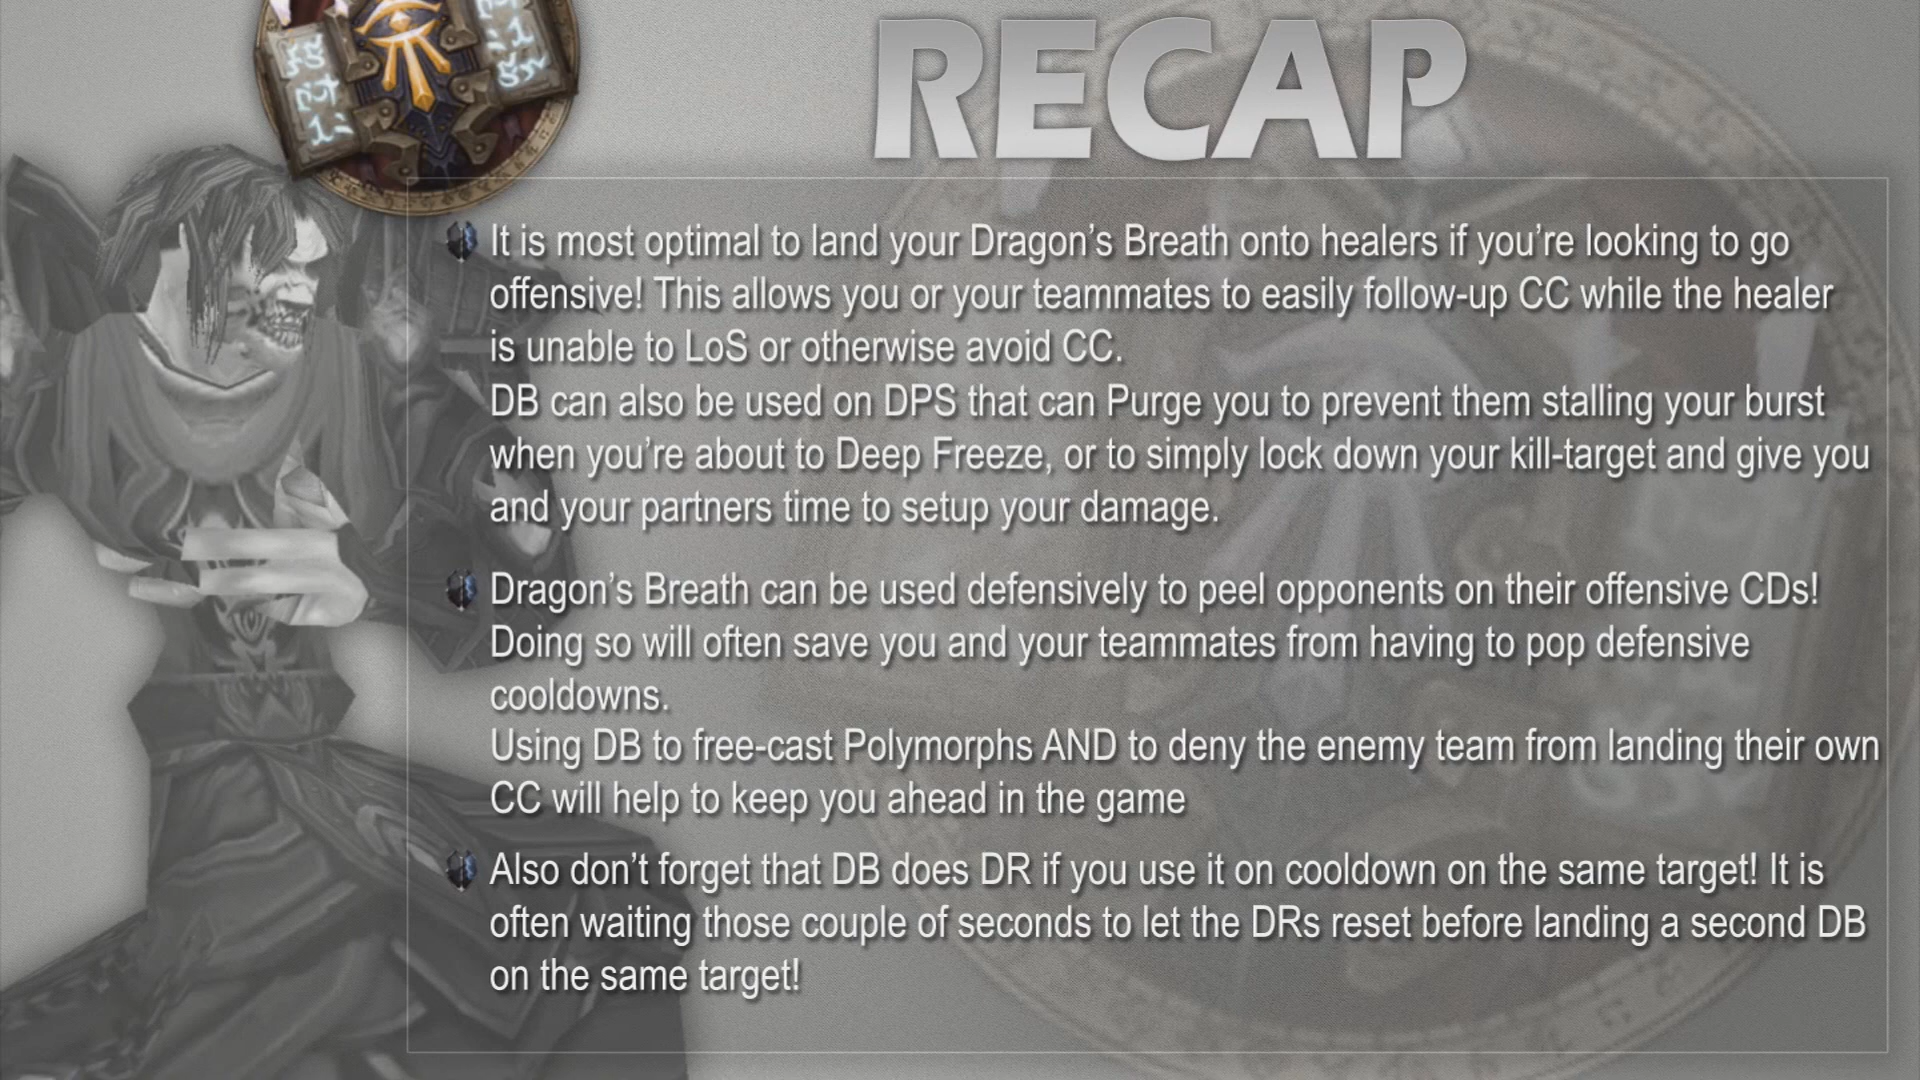 RECAP
It is most optimal to land your Dragon's Breath onto healers if you're looking to go
offensive! This allows you or your teammates to easily follow-up CC while the healer
is unable to LoS or otherwise avoid CC.
DB can also be used on DPS that can Purge you to prevent them stalling your burst
when you're about to Deep Freeze, or to simply lock down your kill-target and give you
and your partners time to setup your damage.
Dragon's Breath can be used defensively to peel opponents on their offensive CDs!
Doing so will often save you and your teammates from having to pop defensive
cooldowns.
Using DB to free-cast Polymorphs AND to deny the enemy team from landing their own
CC will help to keep you ahead in the game
Also don't forget that DB does DR if you use it on cooldown on the same target! It is
often waiting those couple of seconds to let the DRs reset before landing a second DB
on the same target!